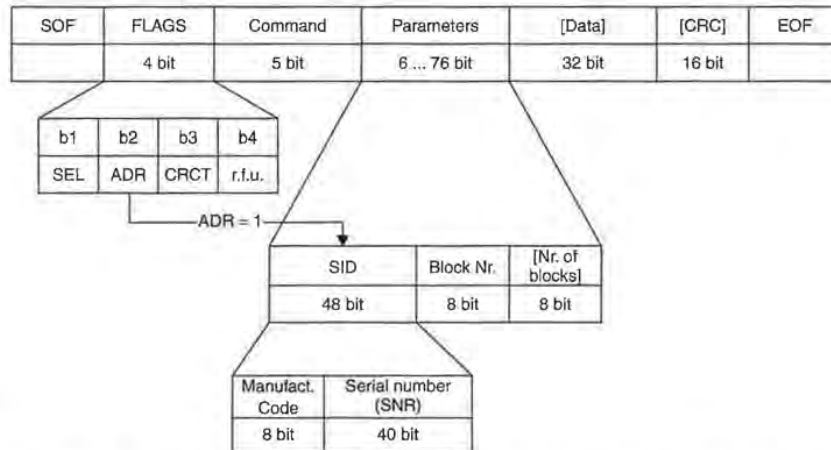 SOF FLAGS Command Parameters [Data] [CRC] EOF
4 bit 5 bit 6 ... 76 bit 32 bit 16 bit
b1 b2 b3 b4
SEL ADR CRCT r.f.u.
ADR = 1
SID Block Nr. [Nr. of
blocks]
48 bit 8 bit 8 bit
Manufact. Serial number
Code (SNR)
8 bit 40 bit